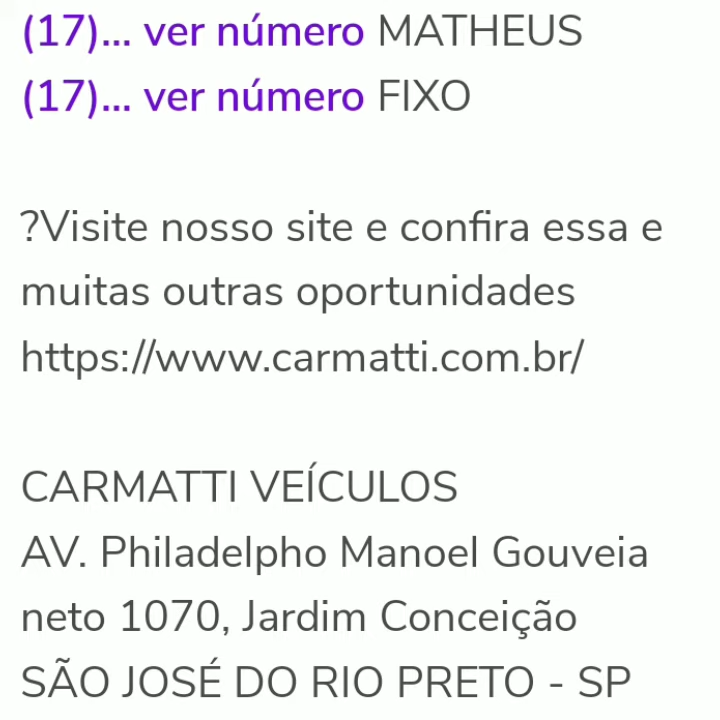 (17)... ver número MATHEUS
(17)... ver número FIXO
?Visite nosso site e confira essa e
muitas outras oportunidades
https://www.carmatti.com.br/
CARMATTI VEÍCULOS
AV. Philadelpho Manoel Gouveia
neto 1070, Jardim Conceição
SÃO JOSÉ DO RIO PRETO - SP